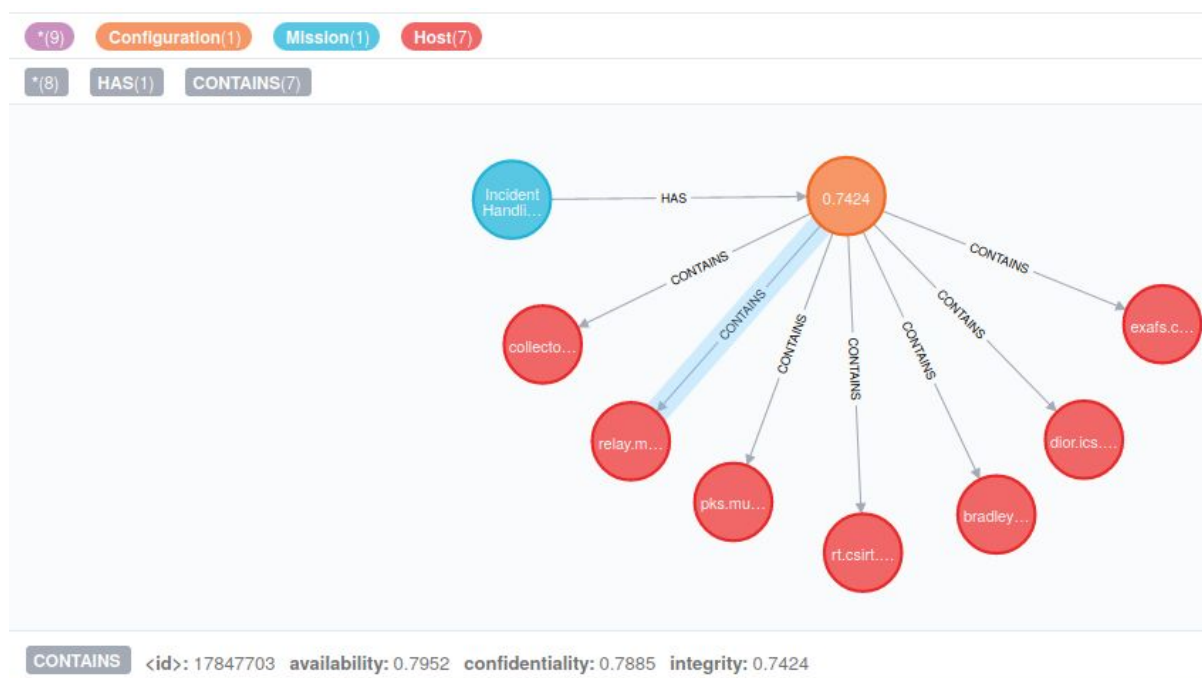 *(9) Configuration(1) Mission(1) Host(7)
*(8) HAS(1) CONTAINS(7)
Incident
Handli...
HAS
0.7424
CONTAINS
CONTAINS
CONTAINS
CONTAINS
CONTAINS
CONTAINS
CONTAINS
collecto...
relay.m...
pks.mu...
rt.csirt....
bradley...
dior.ics....
exafs.c...
CONTAINS <id>: 17847703 availability: 0.7952 confidentiality: 0.7885 integrity: 0.7424